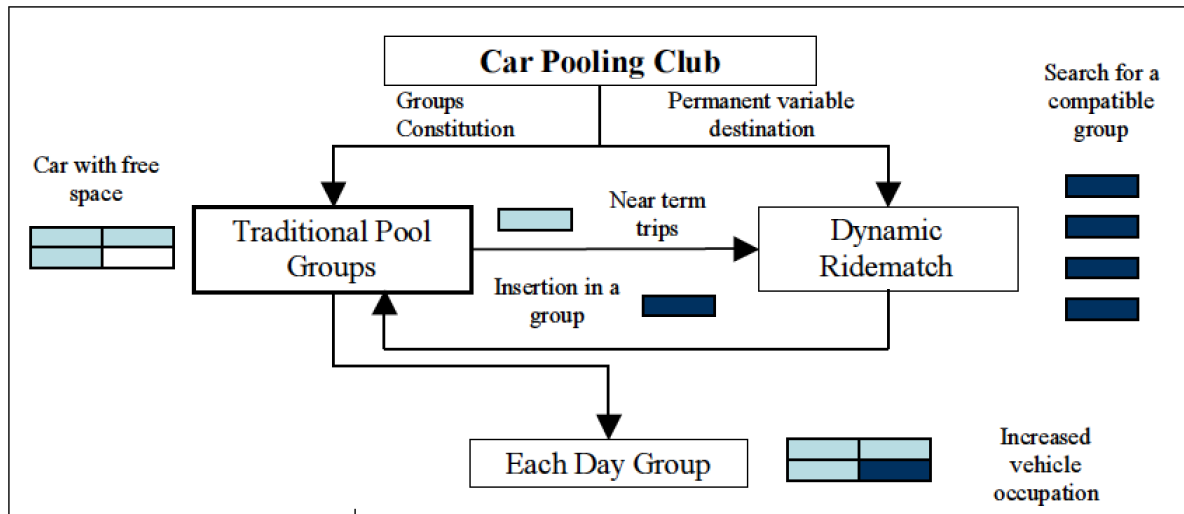 Car Pooling Club
Groups
Constitution
Permanent variable
destination
Search for a
compatible
group
Car with free
space
Traditional Pool
Groups
Near term
trips
Dynamic
Ridematch
Insertion in a
group
Each Day Group
Increased
vehicle
occupation